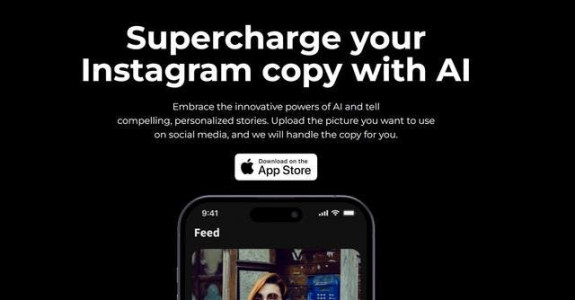 Supercharge your
Instagram copy with AI
Embrace the innovative powers of AI and tell
compelling, personalized stories. Upload the picture you want to use
on social media, and we will handle the copy for you.
Download on the
App Store
9:41
Feed